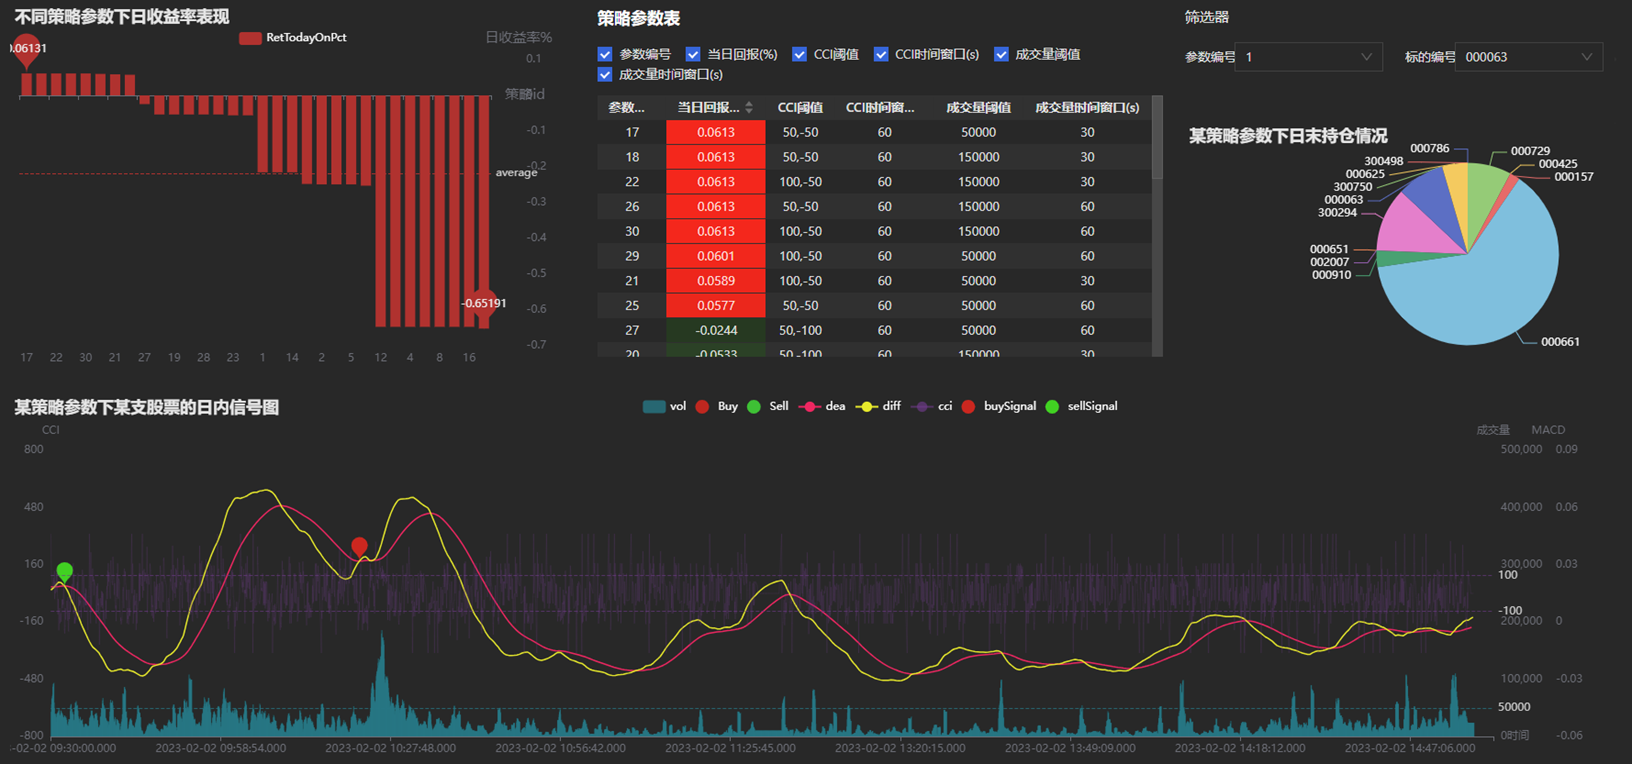 不同策略参数下日收益率表现
RetTodayOnPct
日收益率%
0.06131
0.1
策略id
-0.1
-0.2
average
-0.3
-0.4
-0.5
-0.65191
-0.6
-0.7
17 22 30 21 27 19 28 23 1 14 2 5 12 4 8 16
策略参数表
参数编号 当日回报(%) CCI阈值 CCI时间窗口(s) 成交量阈值
成交量时间窗口(s)
参数... 当日回报... CCI阈值 CCI时间窗... 成交量阈值 成交量时间窗口(s)
17 0.0613 50,-50 60 50000 30
18 0.0613 50,-50 60 150000 30
22 0.0613 100,-50 60 150000 30
26 0.0613 50,-50 60 150000 60
30 0.0613 100,-50 60 150000 60
29 0.0601 100,-50 60 50000 60
21 0.0589 100,-50 60 50000 30
25 0.0577 50,-50 60 50000 60
27 -0.0244 50,-100 60 50000 60
20 -0.0533 50,-100 60 150000 30
筛选器
参数编号 1 标的编号 000063
某策略参数下日末持仓情况
000786
000729
300498
000425
000625
000157
300750
000063
300294
000651
002007
000910
000661
某策略参数下某支股票的日内信号图
vol Buy Sell dea diff cci buySignal sellSignal
CCI
成交量 MACD
800
500,000 0.09
480
400,000 0.06
160
300,000 0.03
100
-100
-160
200,000 0
-480
100,000 -0.03
50000
-800
0时间 -0.06
-02-02 09:30:00.000 2023-02-02 09:58:54.000 2023-02-02 10:27:48.000 2023-02-02 10:56:42.000 2023-02-02 11:25:45.000 2023-02-02 13:20:15.000 2023-02-02 13:49:09.000 2023-02-02 14:18:12.000 2023-02-02 14:47:06.000